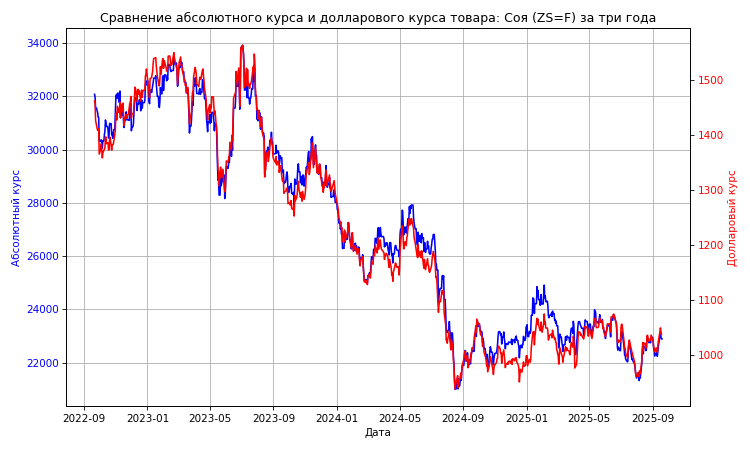 Сравнение абсолютного курса и долларового курса товара: Соя (ZS=F) за три года
Абсолютный курс
34000
32000
30000
28000
26000
24000
22000
1500
1400
1300
1200
1100
1000
Долларовый курс
2022-09 2023-01 2023-05 2023-09 2024-01 2024-05 2024-09 2025-01 2025-05 2025-09
Дата